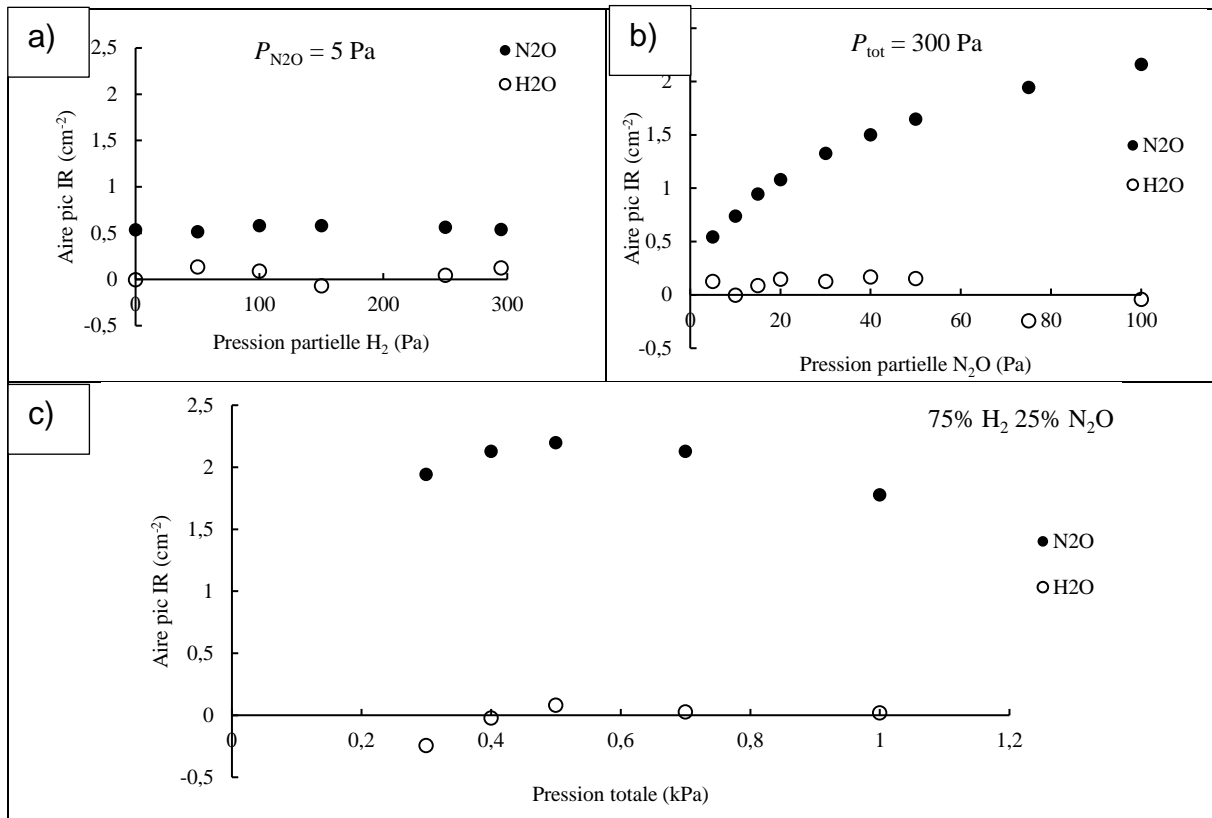 a)
P_N2O = 5 Pa
2,5
2
1,5
1
0,5
0
-0,5
0
100
200
300
Aire pic IR (cm⁻²)
Pression partielle H₂ (Pa)
N2O
H2O
b)
P_tot = 300 Pa
2
1,5
1
0,5
0
-0,5
0
20
40
60
80
100
Aire pic IR (cm⁻²)
Pression partielle N₂O (Pa)
N2O
H2O
c)
75% H₂ 25% N₂O
2,5
2
1,5
1
0,5
0
-0,5
0
0,2
0,4
0,6
0,8
1
1,2
Aire pic IR (cm⁻²)
Pression totale (kPa)
N2O
H2O